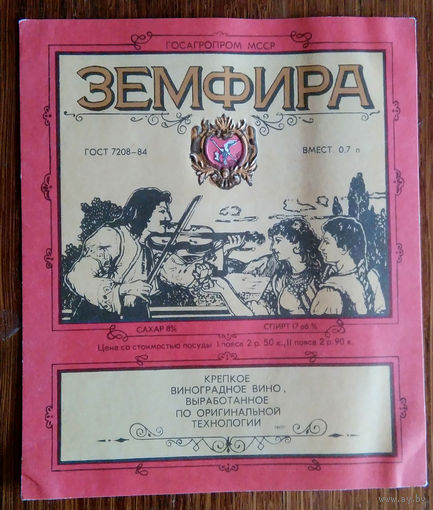 ГОСАГРОПРОМ МССР
ЗЕМФИРА
ГОСТ 7208-84
ВМЕСТ. 0,7 л
САХАР 8%
СПИРТ 17 об %
Цена со стоимостью посуды I пояса 2 р. 50 к., II пояса 2 р. 90 к.
КРЕПКОЕ
ВИНОГРАДНОЕ ВИНО,
ВЫРАБОТАННОЕ
ПО ОРИГИНАЛЬНОЙ
ТЕХНОЛОГИИ
www.ay.by